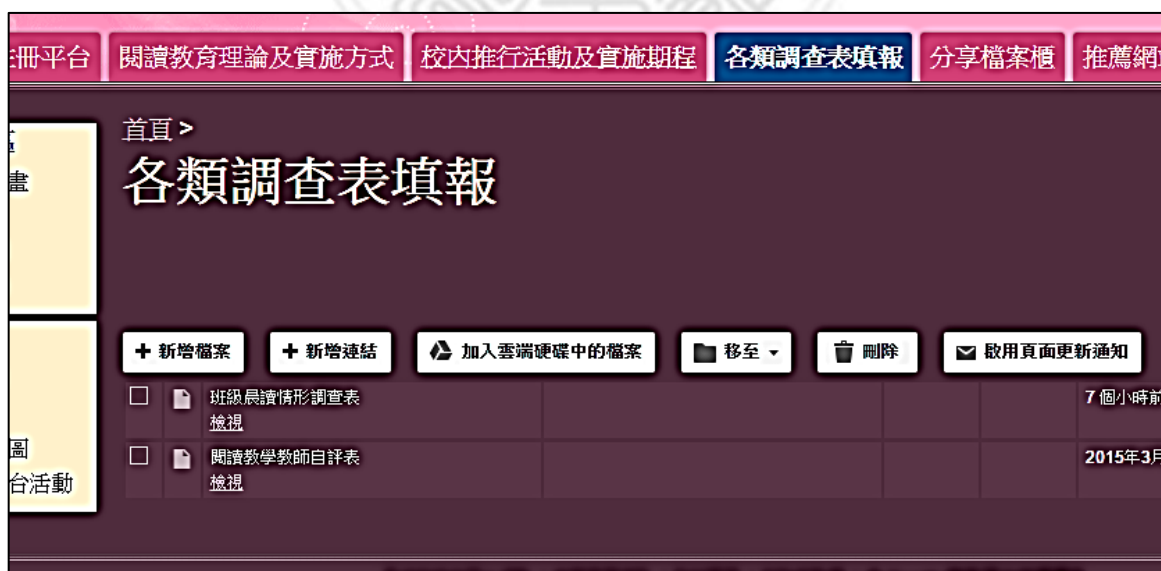 冊平台 閱讀教育理論及實施方式 校內推行活動及實施期程 各類調查表填報 分享檔案櫃 推薦網
首頁 >
各類調查表填報
畫
+ 新增檔案 + 新增連結 加入雲端硬碟中的檔案 移至 刪除 啟用頁面更新通知
班級晨讀情形調查表 7 個小時前
檢視
圖
閱讀教學教師自評表 2015年3月
檢視
台活動